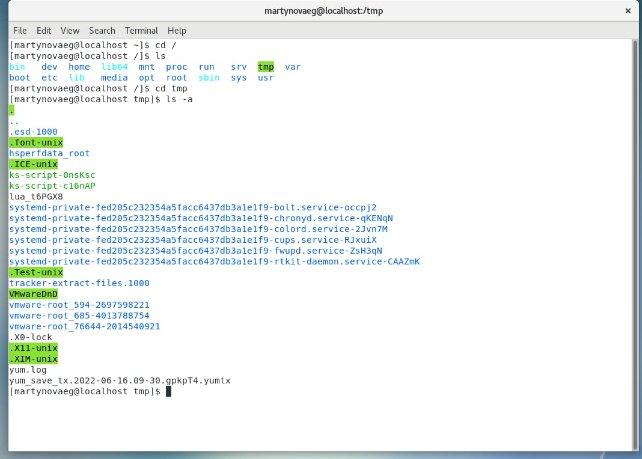 martynovaeg@localhost:/tmp
File Edit View Search Terminal Help
[martynovaeg@localhost ~]$ cd /
[martynovaeg@localhost /]$ ls
bin dev home lib64 mnt proc run srv tmp var
boot etc lib media opt root sbin sys usr
[martynovaeg@localhost /]$ cd tmp
[martynovaeg@localhost tmp]$ ls -a
.
..
.esd-1000
.font-unix
hsperfdata_root
.ICE-unix
ks-script-0nsKsc
ks-script-c16nAP
lua_t6PGX8
systemd-private-fed205c232354a5facc6437db3a1e1f9-bolt.service-occpj2
systemd-private-fed205c232354a5facc6437db3a1e1f9-chronyd.service-qKENqN
systemd-private-fed205c232354a5facc6437db3a1e1f9-colord.service-2Jvn7M
systemd-private-fed205c232354a5facc6437db3a1e1f9-cups.service-RJxuiX
systemd-private-fed205c232354a5facc6437db3a1e1f9-fwupd.service-ZsH3qN
systemd-private-fed205c232354a5facc6437db3a1e1f9-rtkit-daemon.service-CAAZmK
.Test-unix
tracker-extract-files.1000
VMwareDnD
vmware-root_594-2697598221
vmware-root_685-4013788754
vmware-root_76644-2014540921
.X0-lock
.X11-unix
.XIM-unix
yum.log
yum_save_tx.2022-06-16.09-30.gpkpT4.yumtx
[martynovaeg@localhost tmp]$